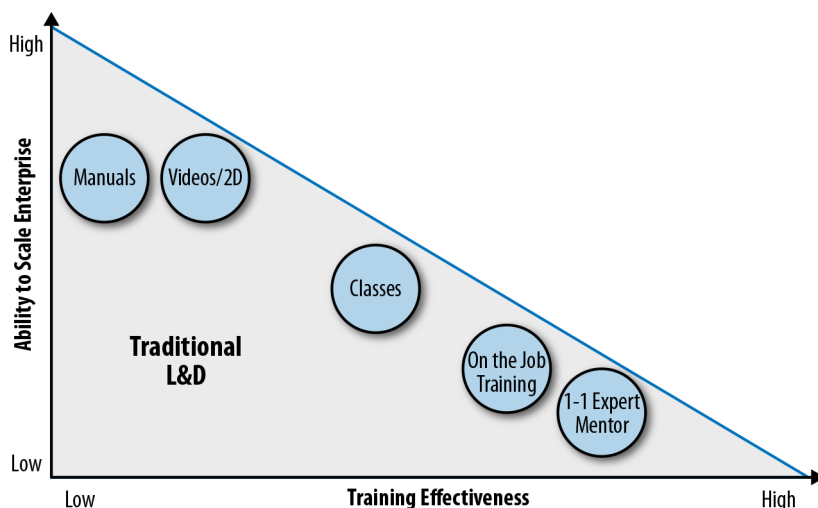 High
Ability to Scale Enterprise
Manuals
Videos/2D
Classes
Traditional
L&D
On the Job
Training
1-1 Expert
Mentor
Low
Low
Training Effectiveness
High